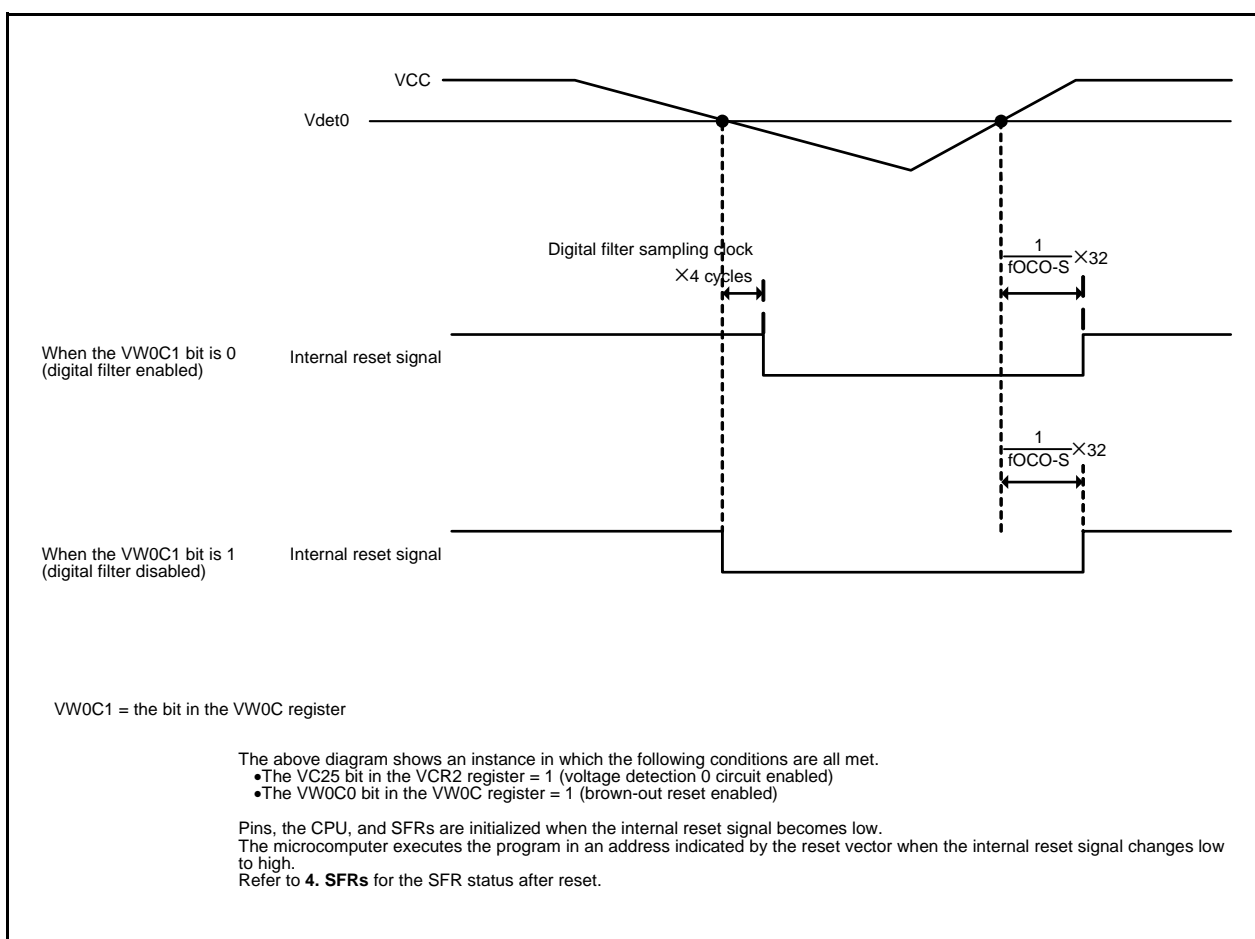 VCC
Vdet0
Digital filter sampling clock
×4 cycles
1
fOCO-S
×32
When the VW0C1 bit is 0
(digital filter enabled)
Internal reset signal
1
fOCO-S
×32
When the VW0C1 bit is 1
(digital filter disabled)
Internal reset signal
VW0C1 = the bit in the VW0C register
The above diagram shows an instance in which the following conditions are all met.
•The VC25 bit in the VCR2 register = 1 (voltage detection 0 circuit enabled)
•The VW0C0 bit in the VW0C register = 1 (brown-out reset enabled)
Pins, the CPU, and SFRs are initialized when the internal reset signal becomes low.
The microcomputer executes the program in an address indicated by the reset vector when the internal reset signal changes low
to high.
Refer to 4. SFRs for the SFR status after reset.